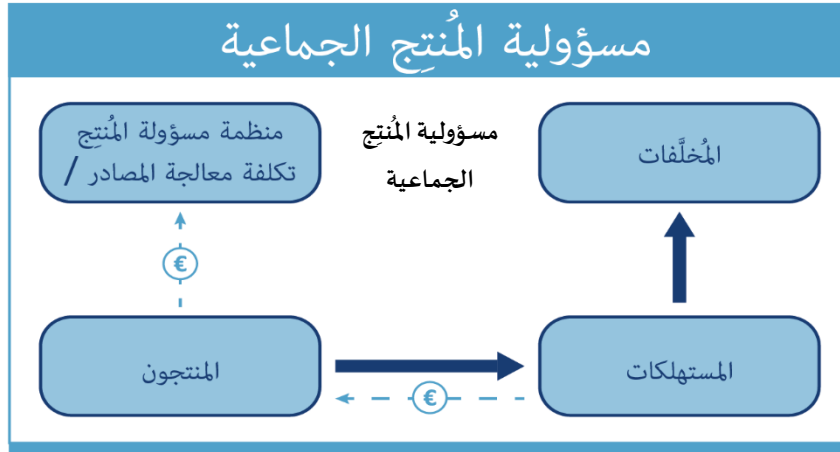 مسؤولية المُنتِج الجماعية
المُخلَّفات
مسؤولية المُنتِج
الجماعية
منظمة مسؤولة المُنتِج
تكلفة معالجة المصادر /
€
المستهلكات
€
المنتجون